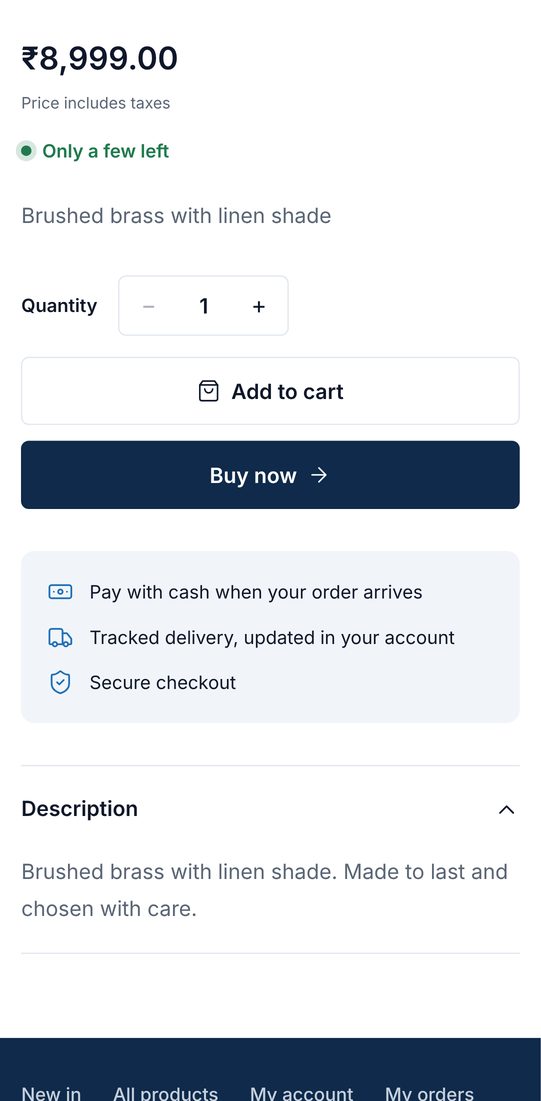 ₹8,999.00
Price includes taxes
Only a few left
Brushed brass with linen shade
Quantity − 1 +
Add to cart
Buy now →
Pay with cash when your order arrives
Tracked delivery, updated in your account
Secure checkout
Description
Brushed brass with linen shade. Made to last and
chosen with care.
New in All products My account My orders